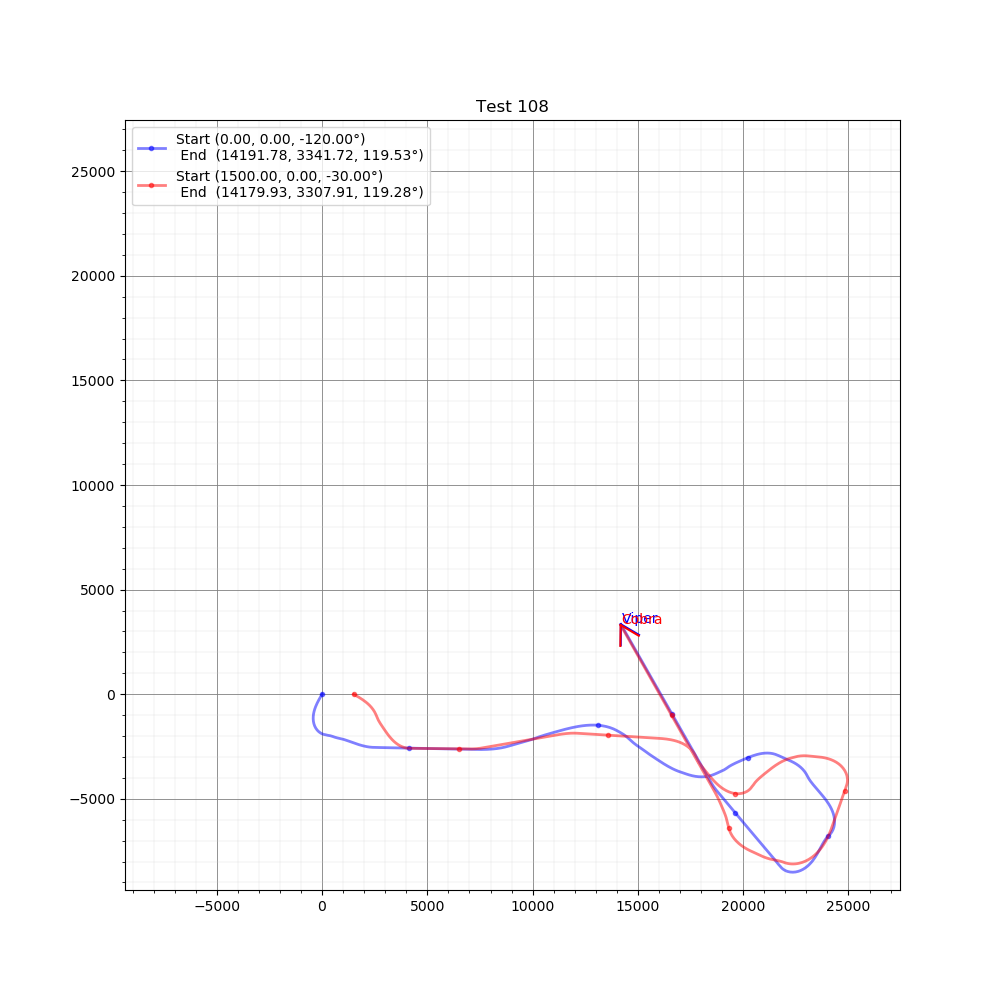 Test 108
Start (0.00, 0.00, -120.00°)
End  (14191.78, 3341.72, 119.53°)
Start (1500.00, 0.00, -30.00°)
End  (14179.93, 3307.91, 119.28°)
25000
20000
15000
10000
5000
Viper
Cobra
0
−5000
−5000
0
5000
10000
15000
20000
25000